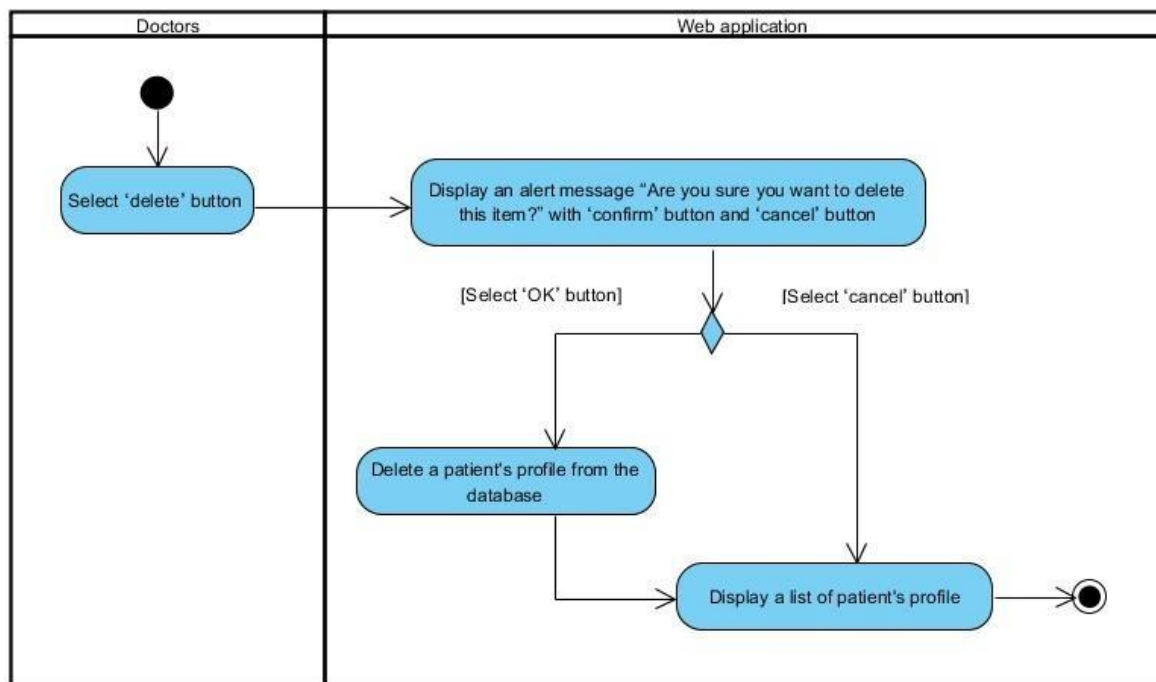 Doctors
Web application
Select ‘delete’ button
Display an alert message “Are you sure you want to delete
this item?” with ‘confirm’ button and ‘cancel’ button
[Select ‘OK’ button]
[Select ‘cancel’ button]
Delete a patient's profile from the
database
Display a list of patient's profile